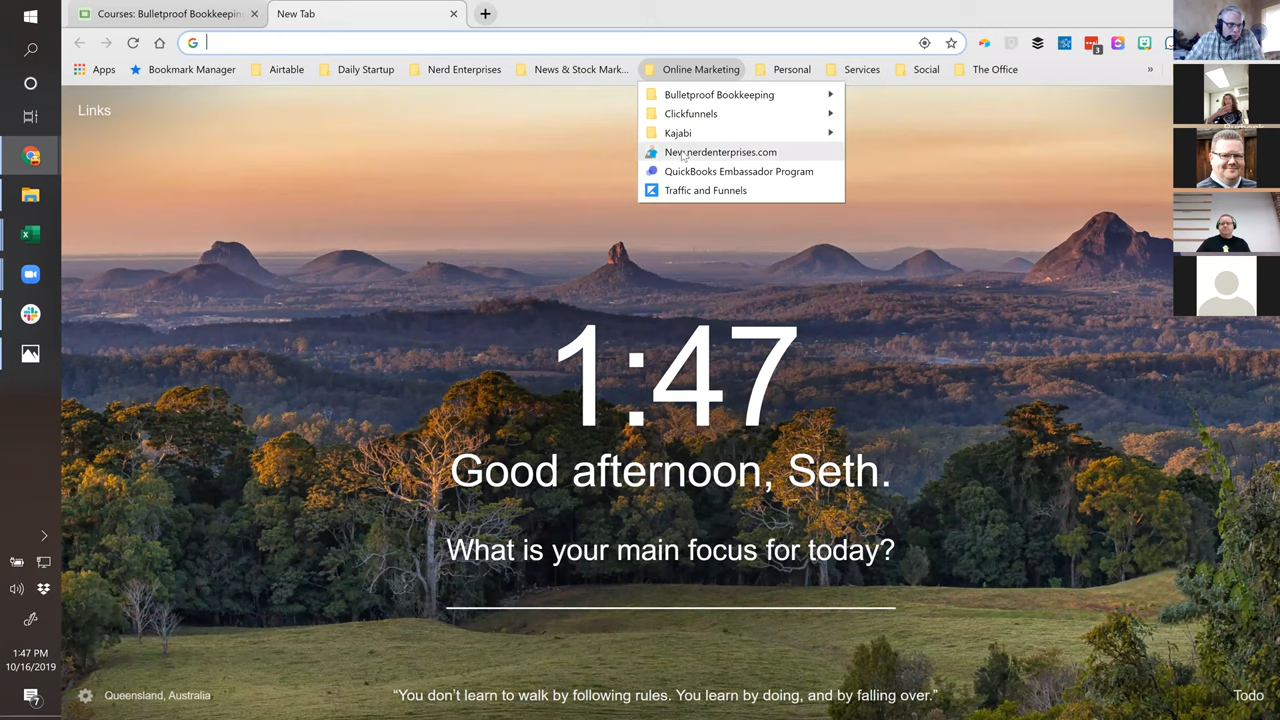 Courses: Bulletproof Bookkeepin
New Tab
3
Apps
Bookmark Manager
Airtable
Daily Startup
Nerd Enterprises
News & Stock Mark...
Online Marketing
Personal
Services
Social
The Office
»
Links
Bulletproof Bookkeeping
Clickfunnels
Kajabi
New nerdenterprises.com
QuickBooks Embassador Program
Traffic and Funnels
1:47
Good afternoon, Seth.
What is your main focus for today?
1:47 PM
10/16/2019
7
Queensland, Australia
“You don’t learn to walk by following rules. You learn by doing, and by falling over.”
Todo